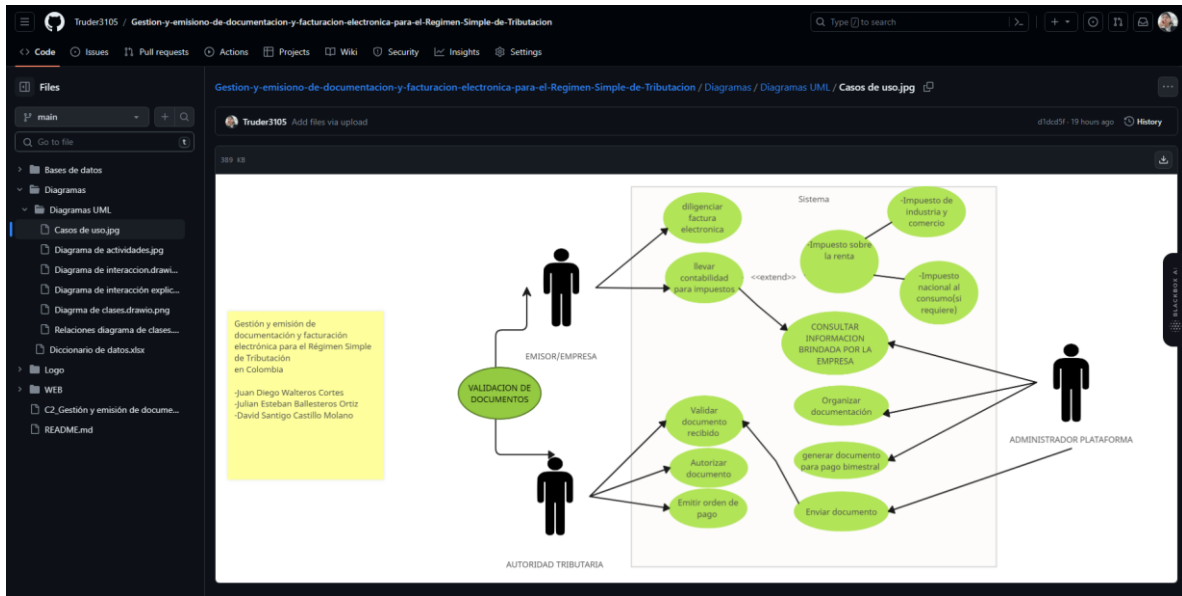 Truder3105 / Gestion-y-emisiono-de-documentacion-y-facturacion-electronica-para-el-Regimen-Simple-de-Tributacion
Type / to search
Code
Issues
Pull requests
Actions
Projects
Wiki
Security
Insights
Settings
Files
main
Go to file
t
Bases de datos
Diagramas
Diagramas UML
Casos de uso.jpg
Diagrama de actividades.jpg
Diagrama de interaccion.drawi...
Diagrama de interacción explic...
Diagrma de clases.drawio.png
Relaciones diagrama de clases....
Diccionario de datos.xlsx
Logo
WEB
C2_Gestión y emisión de docume...
README.md
Gestion-y-emisiono-de-documentacion-y-facturacion-electronica-para-el-Regimen-Simple-de-Tributacion / Diagramas / Diagramas UML / Casos de uso.jpg
Truder3105 Add files via upload
d1dcd5f · 19 hours ago
History
389 KB
Gestión y emisión de
documentación y facturación
electrónica para el Régimen Simple
de Tributación
en Colombia
-Juan Diego Walteros Cortes
-Julian Esteban Ballesteros Ortiz
-David Santigo Castillo Molano
VALIDACION DE
DOCUMENTOS
EMISOR/EMPRESA
AUTORIDAD TRIBUTARIA
Sistema
diligenciar
factura
electronica
llevar
contabilidad
para impuestos
<<extend>>
-Impuesto de
industria y
comercio
-Impuesto sobre
la renta
-Impuesto
nacional al
consumo(si
requiere)
CONSULTAR
INFORMACION
BRINDADA POR LA
EMPRESA
Organizar
documentación
generar documento
para pago bimestral
Enviar documento
Validar
documento
recibido
Autorizar
documento
Emitir orden de
pago
ADMINISTRADOR PLATAFORMA